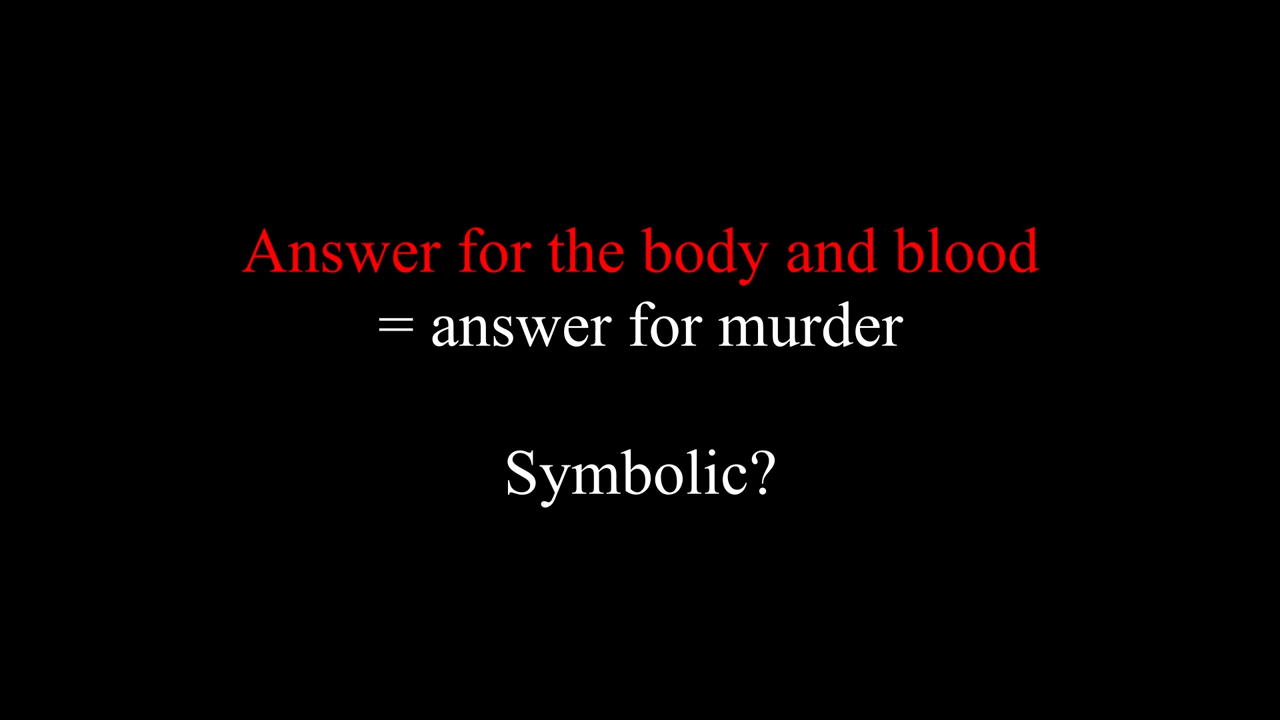 Answer for the body and blood
= answer for murder
Symbolic?